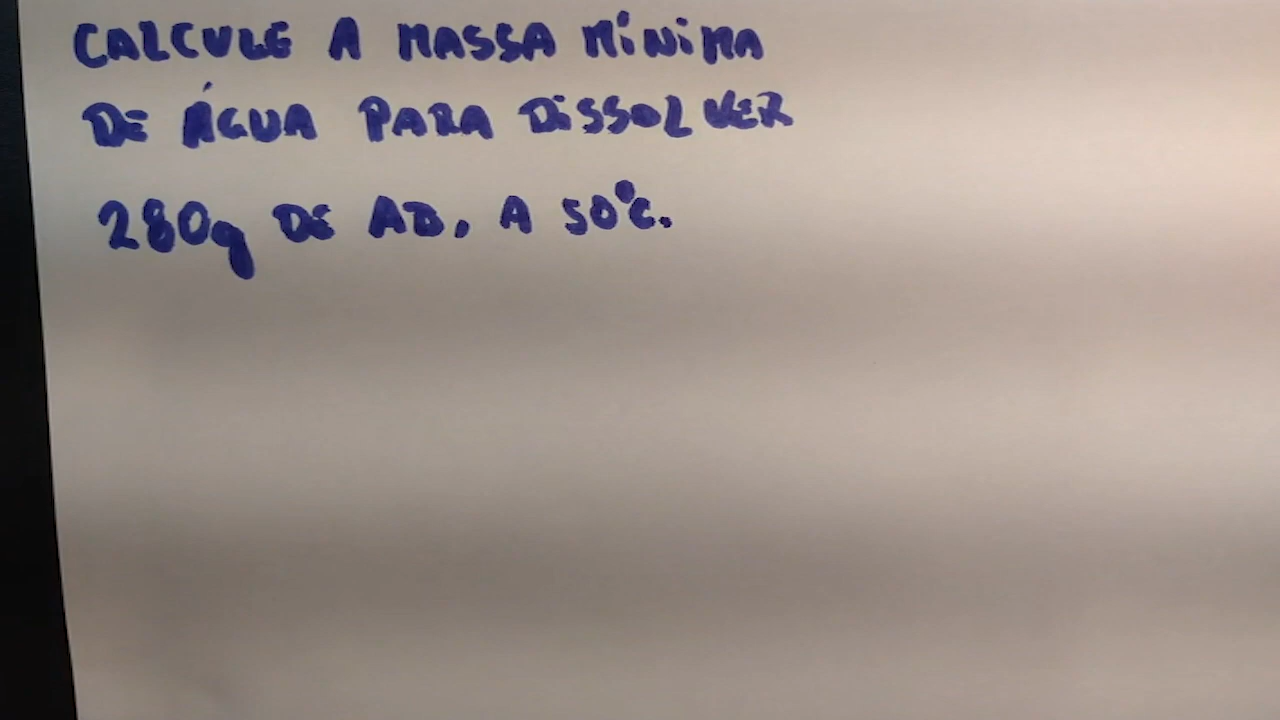 CALCULE A MASSA MÍNIMA
DE ÁGUA PARA DISSOLVER
280g DE AB, A 50°C.